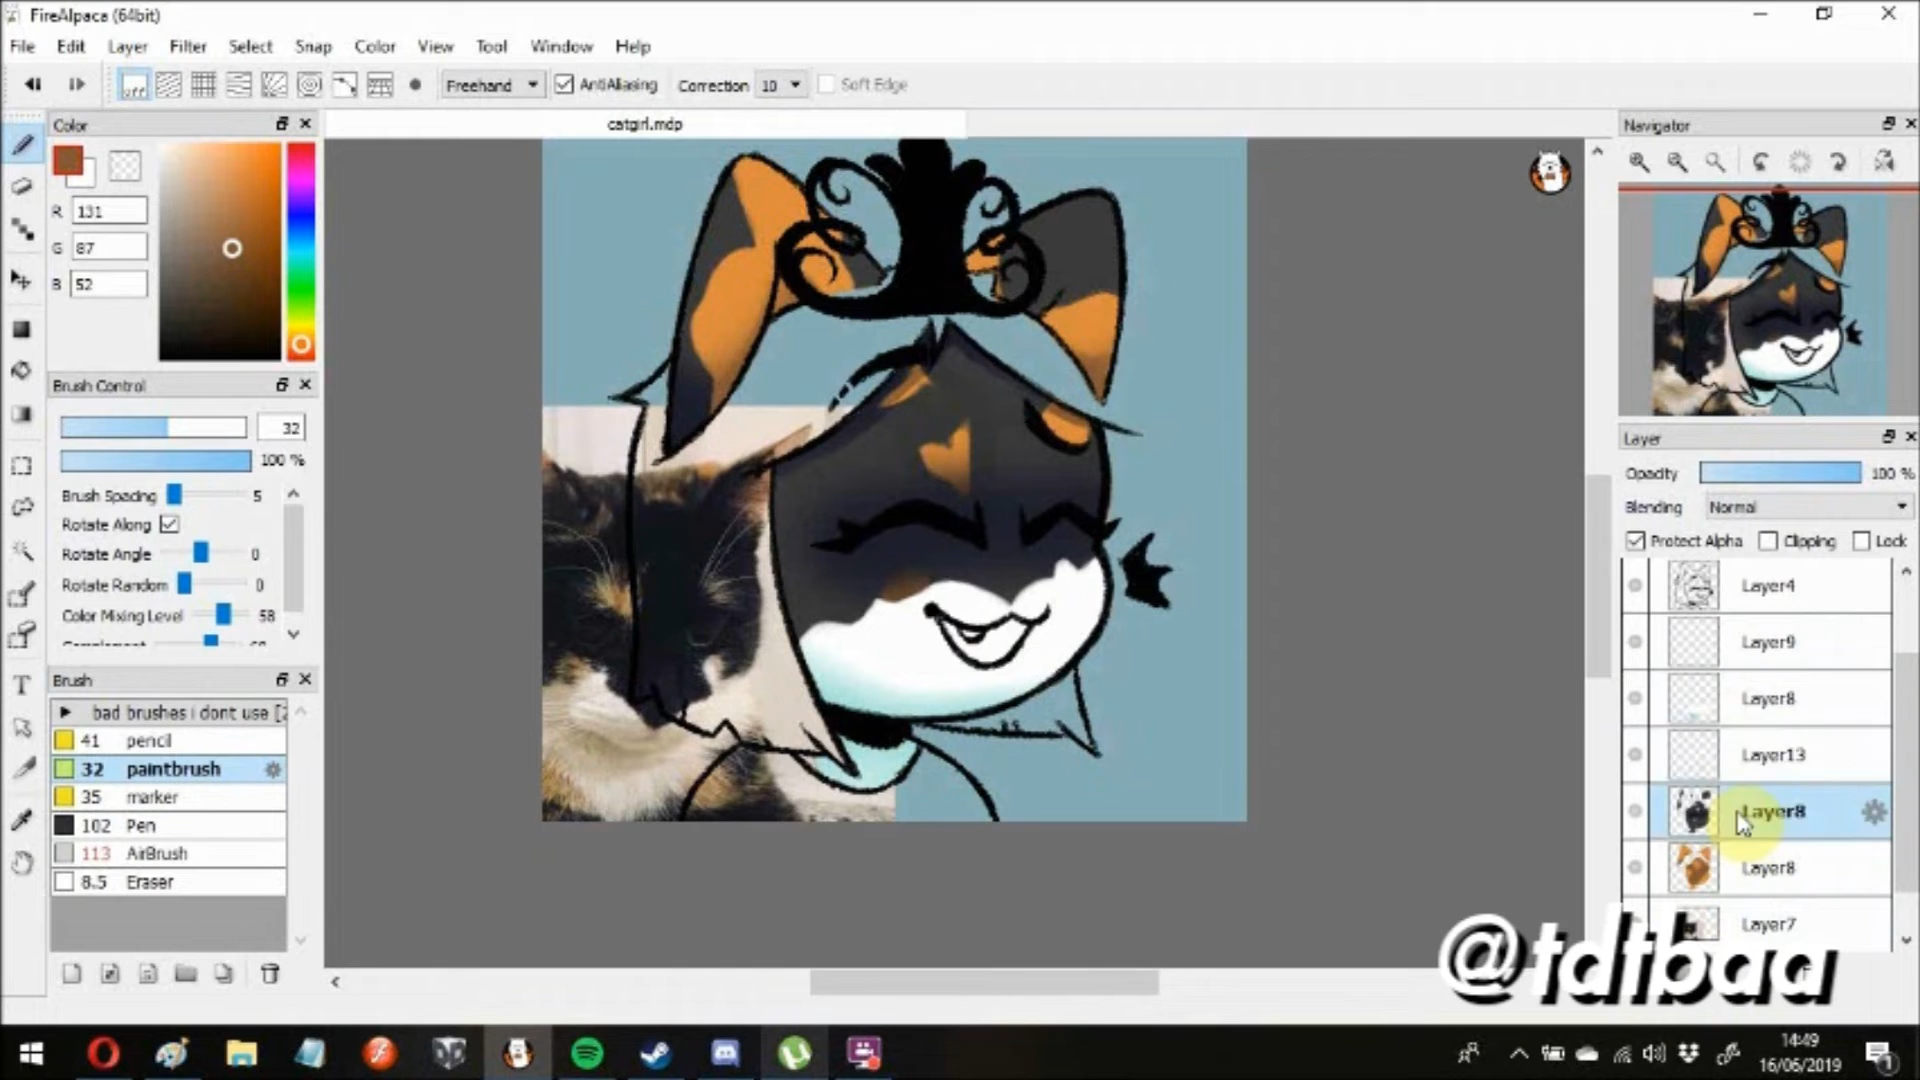 FireAlpaca (64bit)
File Edit Layer Filter Select Snap Color View Tool Window Help
off Freehand AntiAliasing Correction 10 Soft Edge
Color
catgirl.mdp
Navigator
R 131
G 87
B 52
Brush Control
32
100 %
Brush Spacing 5
Rotate Along
Rotate Angle 0
Rotate Random 0
Color Mixing Level 58
Layer
Opacity 100 %
Blending Normal
Protect Alpha Clipping Lock
Layer4
Layer9
Layer8
Layer13
Layer8
Layer8
Layer7
Brush
bad brushes i dont use [2
41 pencil
32 paintbrush
35 marker
102 Pen
113 AirBrush
8.5 Eraser
@tdtbaa
14:49
16/06/2019
1